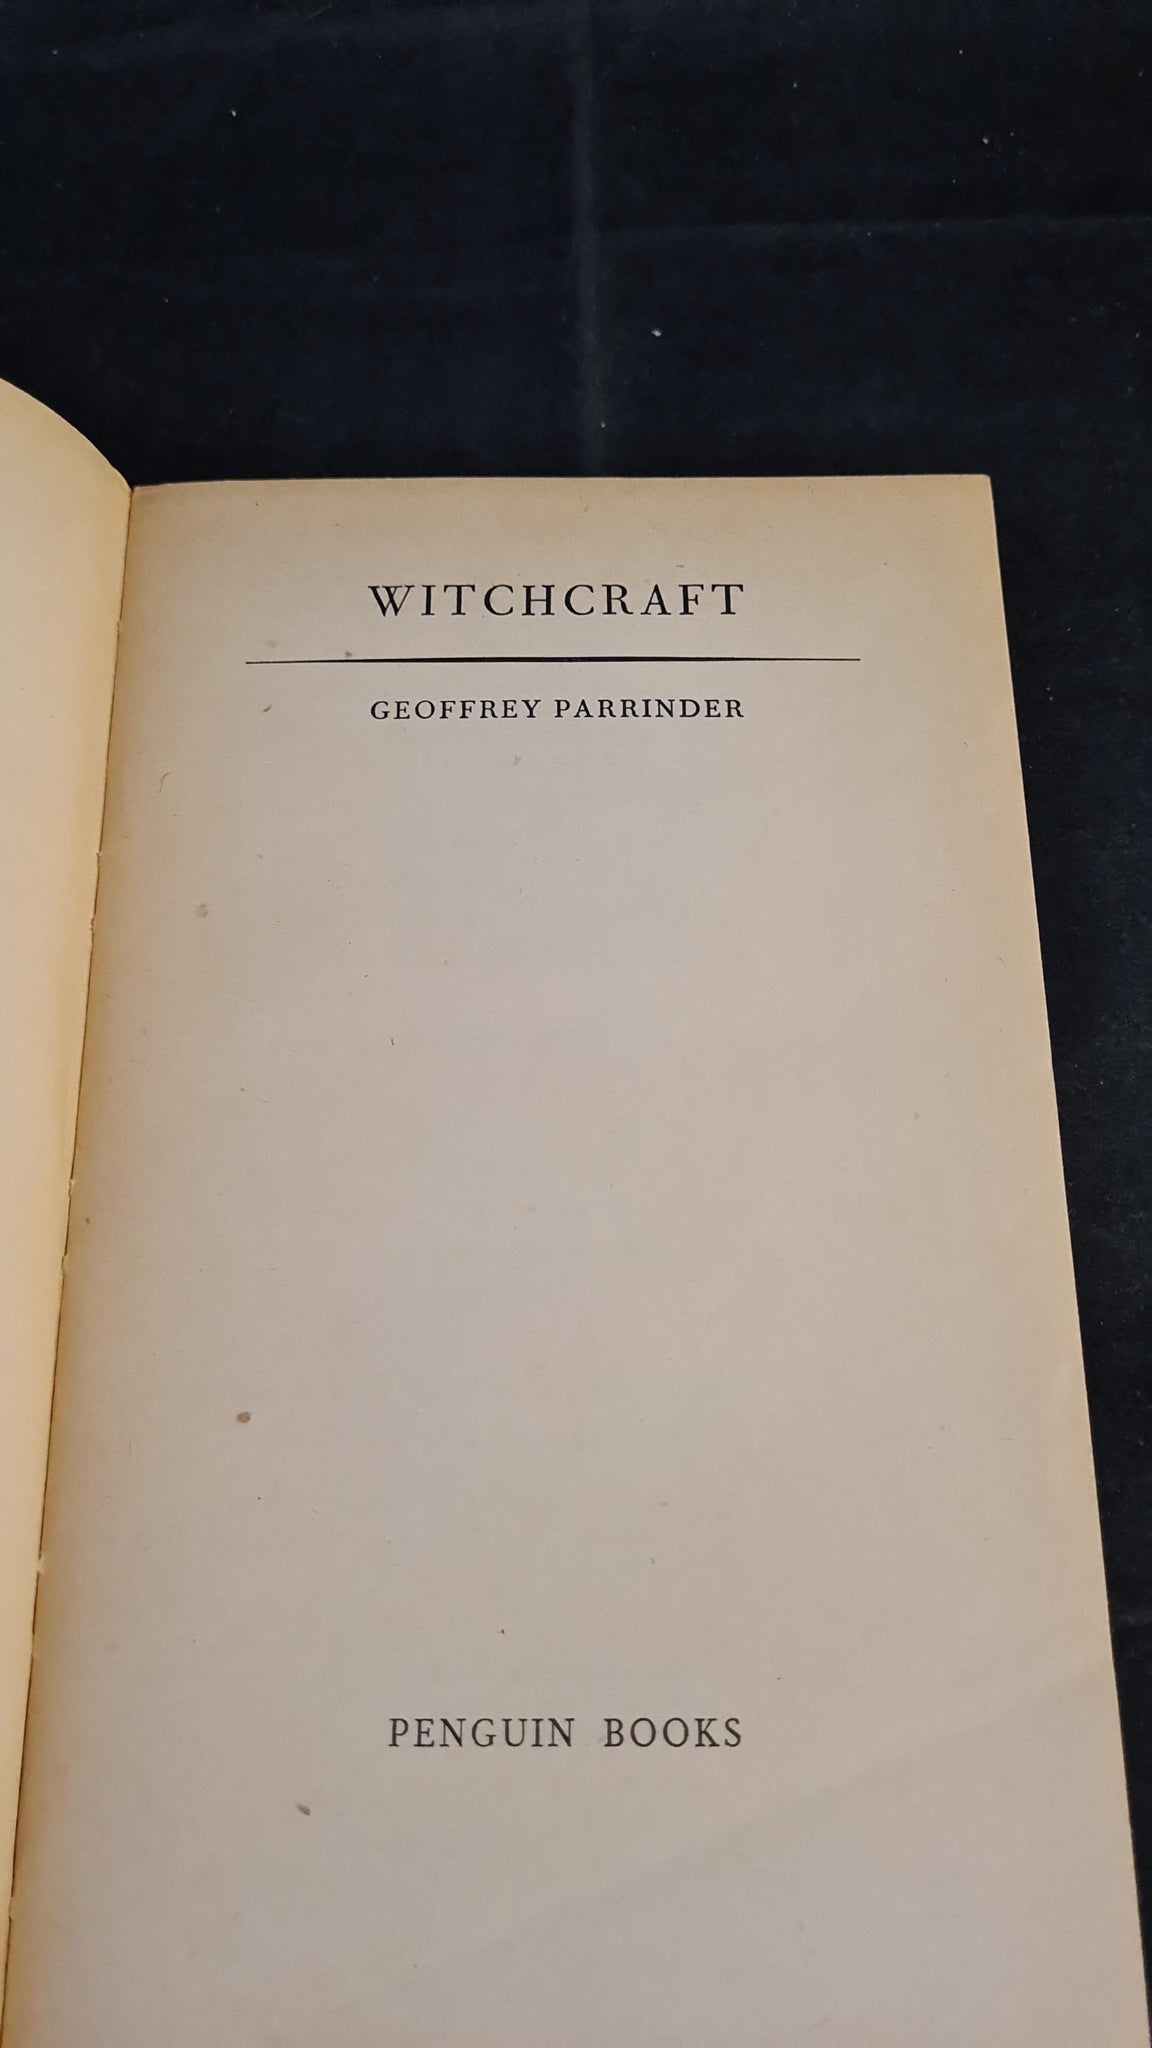 WITCHCRAFT
GEOFFREY PARRINDER
PENGUIN BOOKS